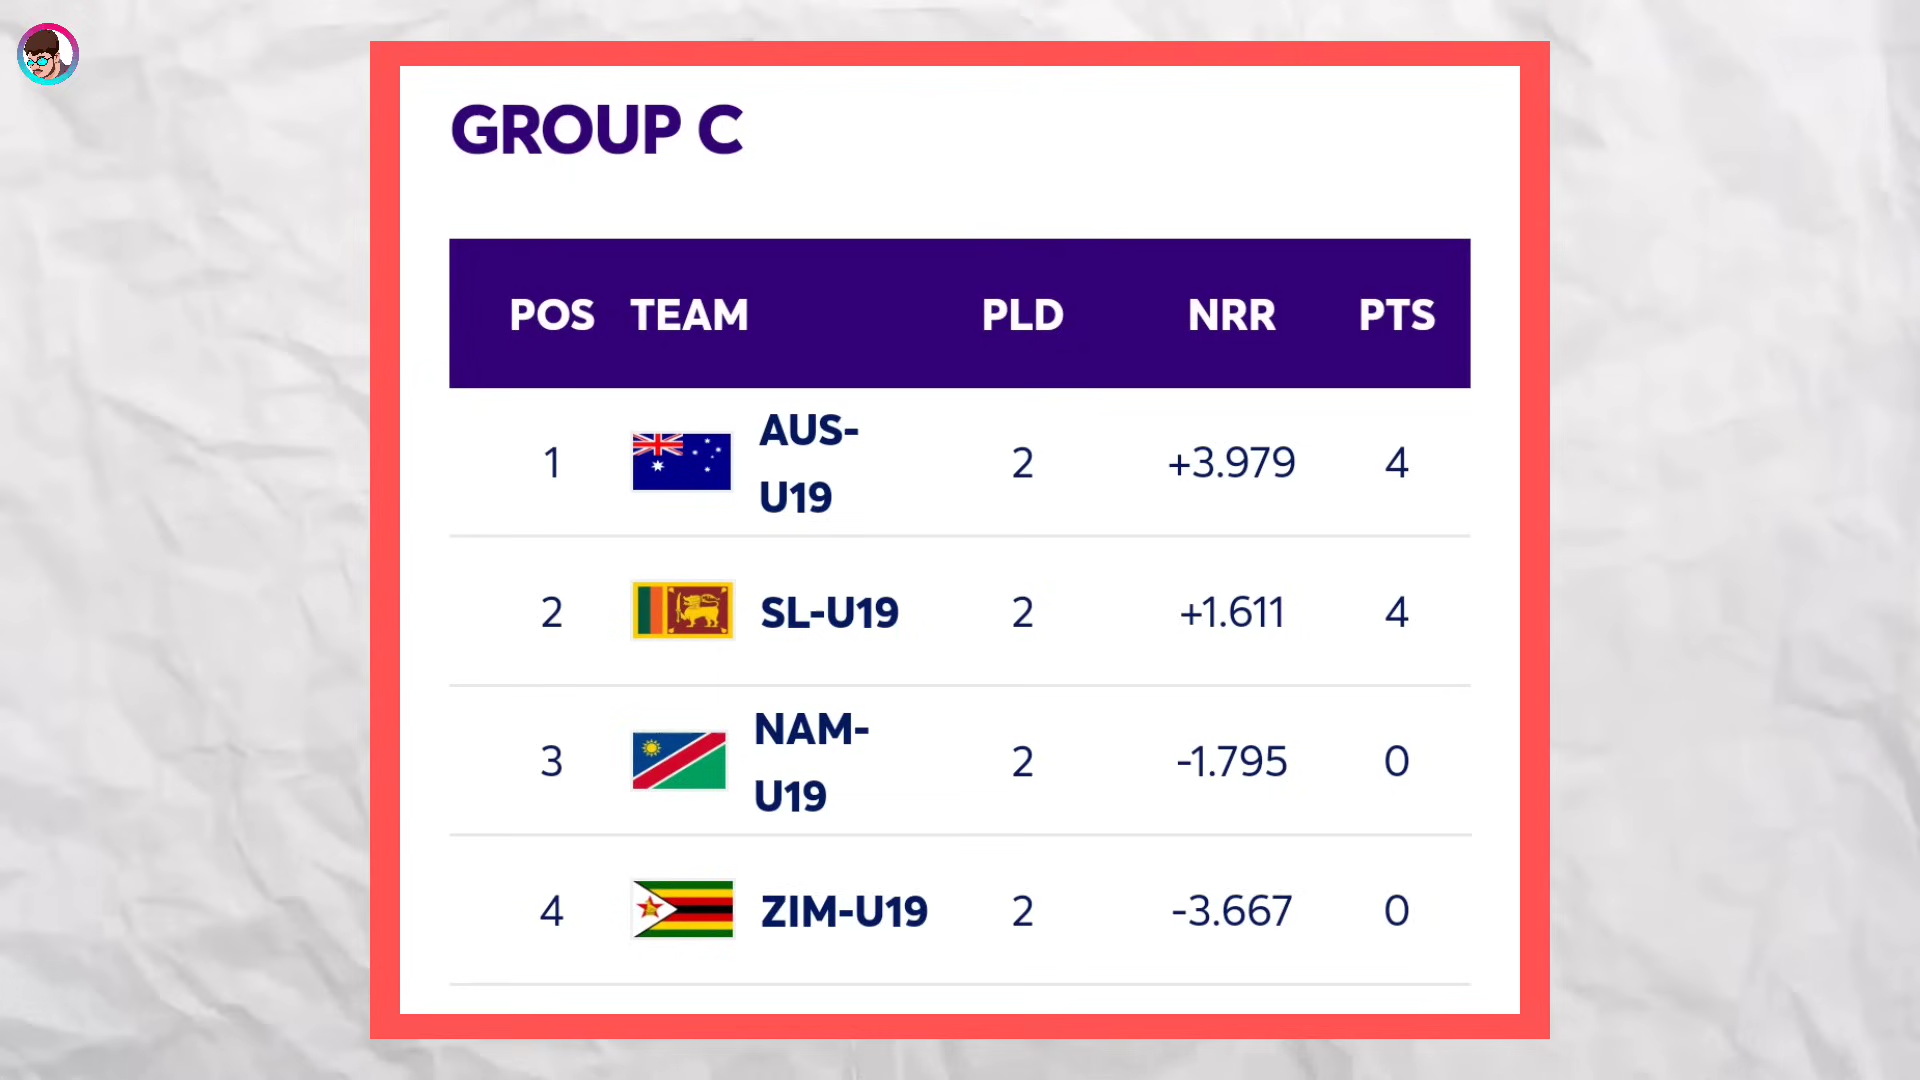 GROUP C
POS TEAM PLD NRR PTS
1 AUS-U19 2 +3.979 4
2 SL-U19 2 +1.611 4
3 NAM-U19 2 -1.795 0
4 ZIM-U19 2 -3.667 0